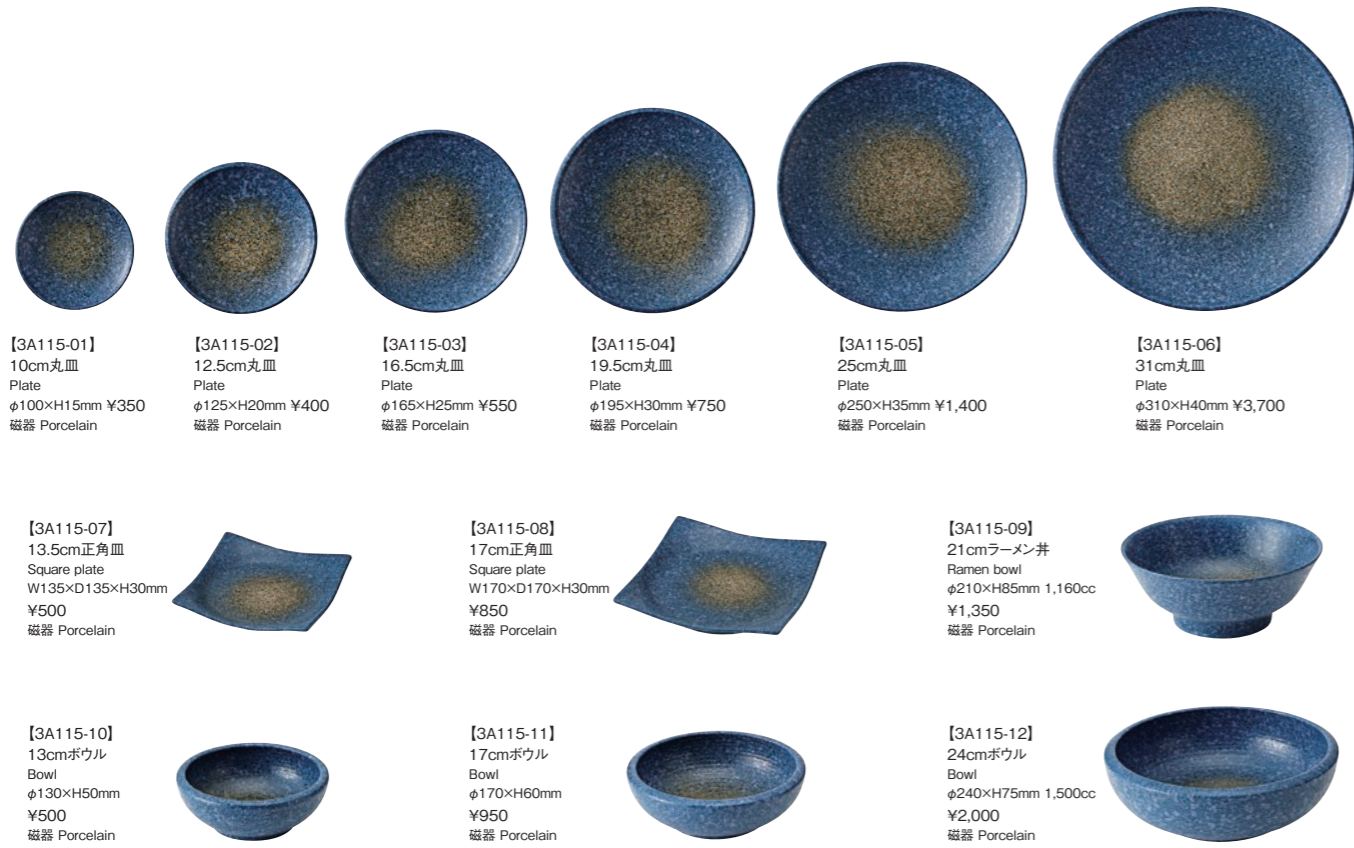 【3A115-01】
10cm丸皿
Plate
φ100×H15mm ¥350
磁器 Porcelain
【3A115-02】
12.5cm丸皿
Plate
φ125×H20mm ¥400
磁器 Porcelain
【3A115-03】
16.5cm丸皿
Plate
φ165×H25mm ¥550
磁器 Porcelain
【3A115-04】
19.5cm丸皿
Plate
φ195×H30mm ¥750
磁器 Porcelain
【3A115-05】
25cm丸皿
Plate
φ250×H35mm ¥1,400
磁器 Porcelain
【3A115-06】
31cm丸皿
Plate
φ310×H40mm ¥3,700
磁器 Porcelain
【3A115-07】
13.5cm正角皿
Square plate
W135×D135×H30mm
¥500
磁器 Porcelain
【3A115-08】
17cm正角皿
Square plate
W170×D170×H30mm
¥850
磁器 Porcelain
【3A115-09】
21cmラーメン丼
Ramen bowl
φ210×H85mm 1,160cc
¥1,350
磁器 Porcelain
【3A115-10】
13cmボウル
Bowl
φ130×H50mm
¥500
磁器 Porcelain
【3A115-11】
17cmボウル
Bowl
φ170×H60mm
¥950
磁器 Porcelain
【3A115-12】
24cmボウル
Bowl
φ240×H75mm 1,500cc
¥2,000
磁器 Porcelain